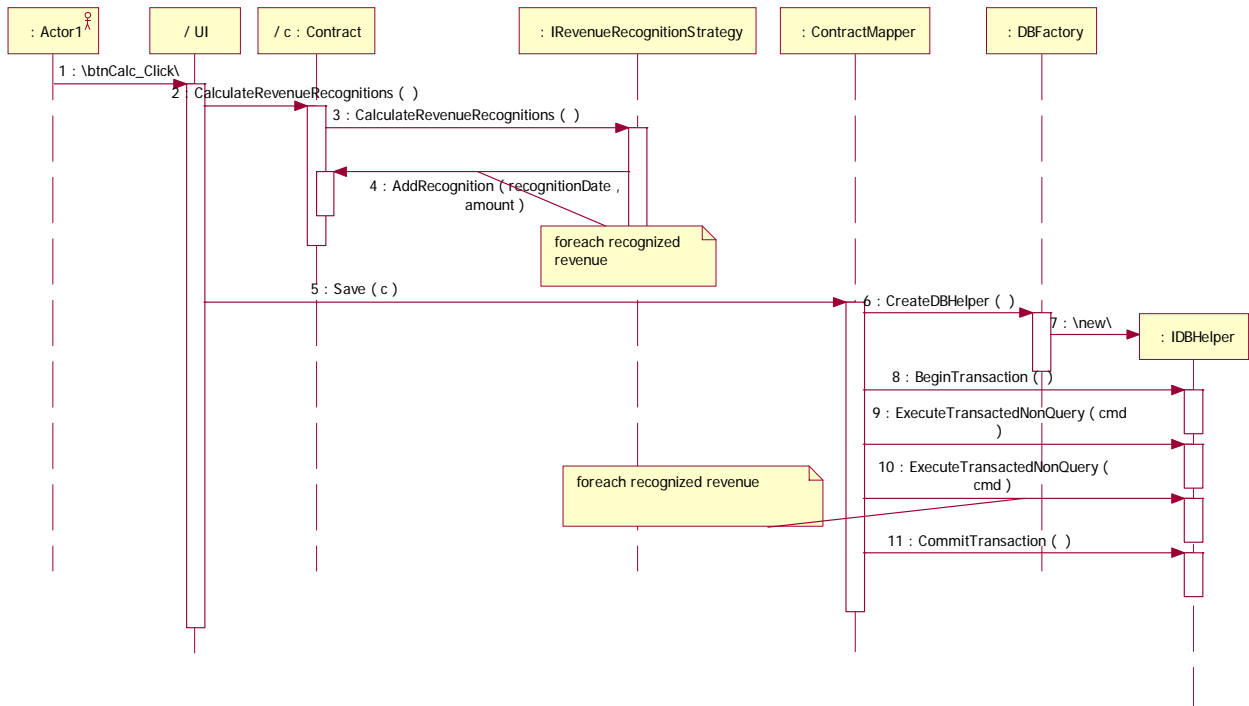 : Actor1
/ UI
/ c : Contract
: IRevenueRecognitionStrategy
: ContractMapper
: DBFactory
1 : \btnCalc_Click\
2 : CalculateRevenueRecognitions ( )
3 : CalculateRevenueRecognitions ( )
4 : AddRecognition ( recognitionDate ,
amount )
foreach recognized
revenue
5 : Save ( c )
6 : CreateDBHelper ( )
7 : \new\
: IDBHelper
8 : BeginTransaction ( )
9 : ExecuteTransactedNonQuery ( cmd
)
10 : ExecuteTransactedNonQuery (
cmd )
foreach recognized revenue
11 : CommitTransaction ( )